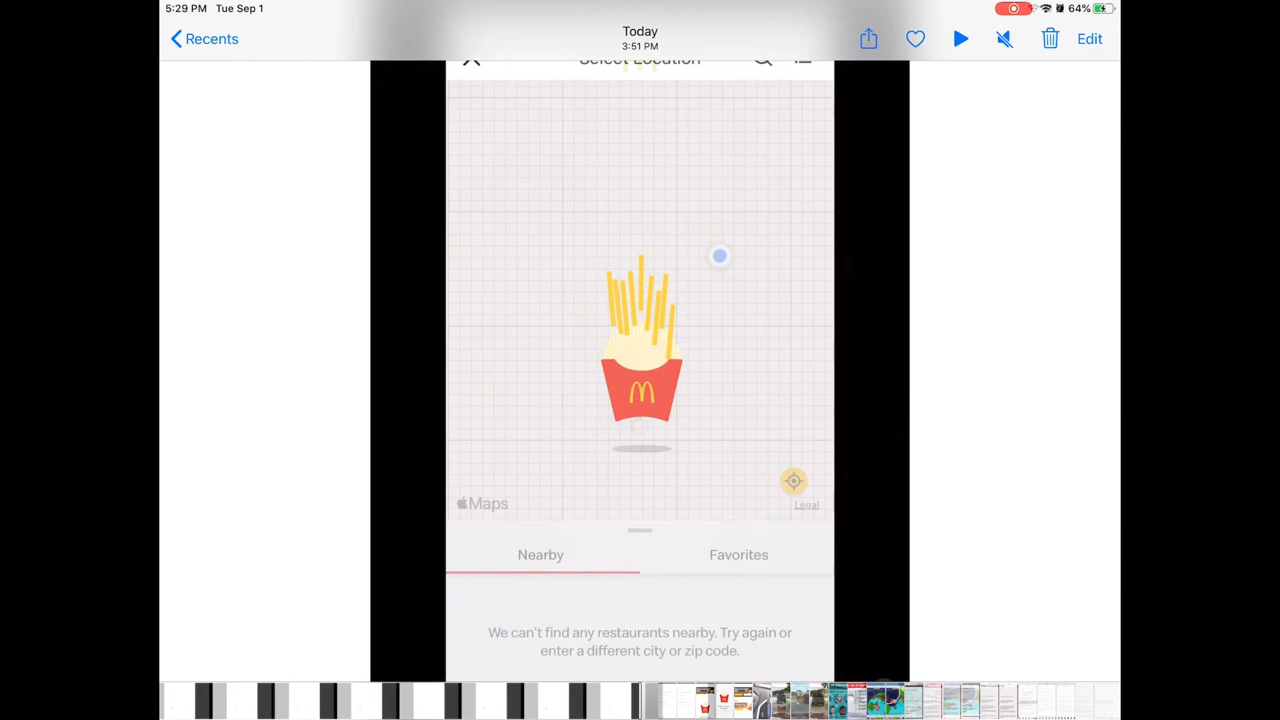 5:29 PM Tue Sep 1
64%
Recents
Today
3:51 PM
Edit
Select Location
Maps
Legal
Nearby
Favorites
We can't find any restaurants nearby. Try again or
enter a different city or zip code.